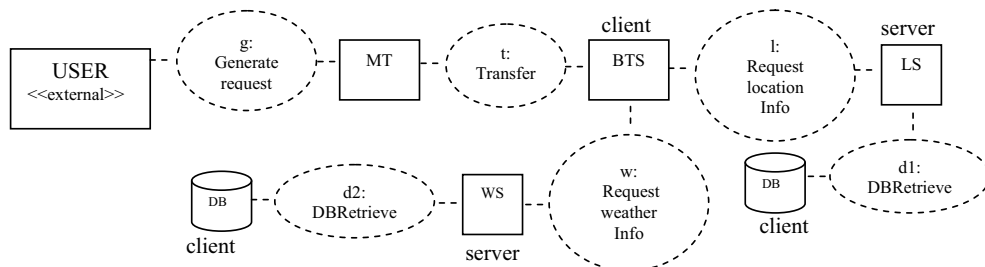 USER
<<external>>
g:
Generate
request
MT
t:
Transfer
client
BTS
l:
Request
location
Info
server
LS
DB
client
d2:
DBRetrieve
WS
server
w:
Request
weather
Info
DB
client
d1:
DBRetrieve